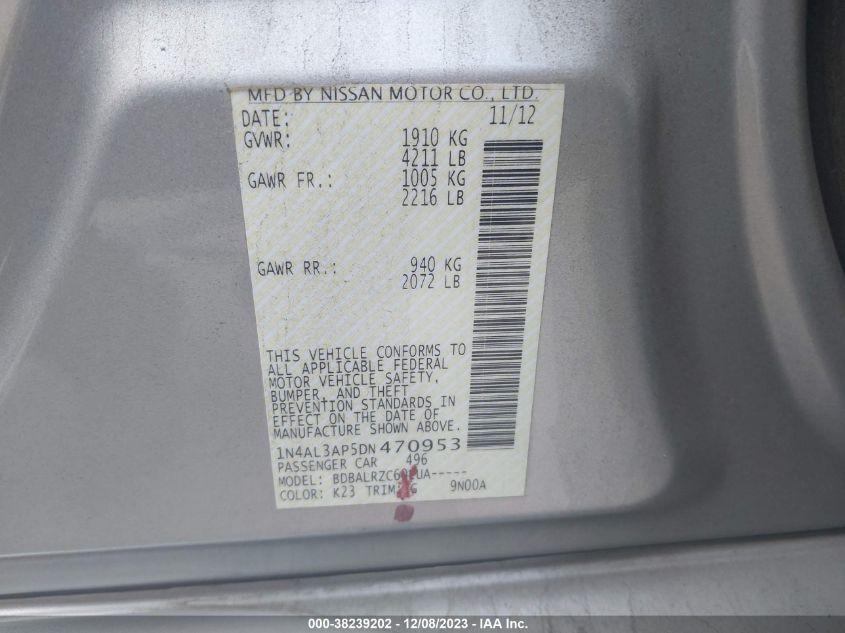 MFD BY NISSAN MOTOR CO., LTD.
DATE: 11/12
GVWR: 1910 KG
4211 LB
GAWR FR.: 1005 KG
2216 LB
GAWR RR.: 940 KG
2072 LB
THIS VEHICLE CONFORMS TO
ALL APPLICABLE FEDERAL
MOTOR VEHICLE SAFETY,
BUMPER, AND THEFT
PREVENTION STANDARDS IN
EFFECT ON THE DATE OF
MANUFACTURE SHOWN ABOVE.
1N4AL3AP5DN470953
PASSENGER CAR 496
MODEL:
COLOR: K23 TRIM: 9N00A
000-38239202 - 12/08/2023 - IAA Inc.